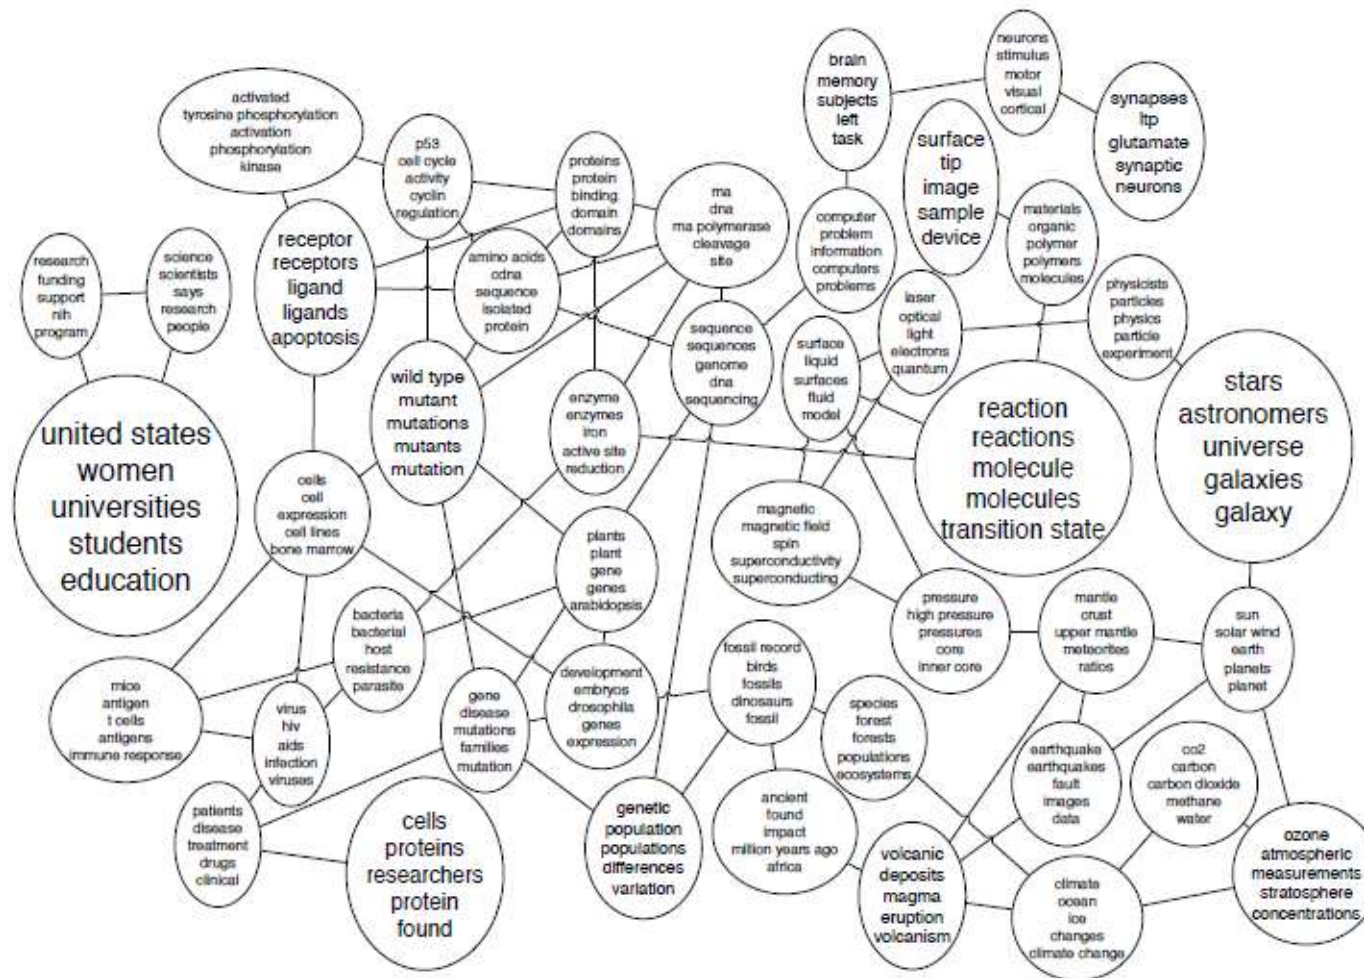 neurons
stimulus
motor
visual
cortical
brain
memory
subjects
left
task
synapses
ltp
glutamate
synaptic
neurons
activated
tyrosine phosphorylation
activation
phosphorylation
kinase
p53
cell cycle
activity
cyclin
regulation
proteins
protein
binding
domain
domains
rna
dna
rna polymerase
cleavage
site
surface
tip
image
sample
device
computer
problem
information
computers
problems
materials
organic
polymer
polymers
molecules
research
funding
support
nih
program
science
scientists
says
research
people
receptor
receptors
ligand
ligands
apoptosis
amino acids
cdna
sequence
isolated
protein
laser
optical
light
electrons
quantum
physicists
particles
physics
particle
experiment
sequence
sequences
genome
dna
sequencing
surface
liquid
surfaces
fluid
model
wild type
mutant
mutations
mutants
mutation
enzyme
enzymes
iron
active site
reduction
reaction
reactions
molecule
molecules
transition state
stars
astronomers
universe
galaxies
galaxy
united states
women
universities
students
education
cells
cell
expression
cell lines
bone marrow
plants
plant
gene
genes
arabidopsis
magnetic
magnetic field
spin
superconductivity
superconducting
pressure
high pressure
pressures
core
inner core
mantle
crust
upper mantle
meteorites
ratios
sun
solar wind
earth
planets
planet
bacteria
bacterial
host
resistance
parasite
mice
antigen
t cells
antigens
immune response
virus
hiv
aids
infection
viruses
gene
disease
mutations
families
mutation
development
embryos
drosophila
genes
expression
fossil record
birds
fossils
dinosaurs
fossil
species
forest
forests
populations
ecosystems
earthquake
earthquakes
fault
images
data
co2
carbon
carbon dioxide
methane
water
patients
disease
treatment
drugs
clinical
cells
proteins
researchers
protein
found
genetic
population
populations
differences
variation
ancient
found
impact
million years ago
africa
volcanic
deposits
magma
eruption
volcanism
climate
ocean
ice
changes
climate change
ozone
atmospheric
measurements
stratosphere
concentrations